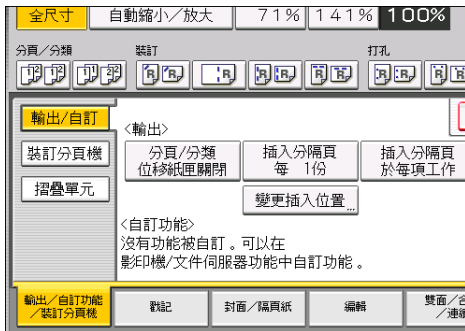 全尺寸 自動縮小／放大 71% 141% 100%
分頁／分類 裝訂 打孔
輸出/自訂
<輸出>
裝訂分頁機
分頁/分類
位移紙匣關閉
插入分隔頁
每 1份
插入分隔頁
於每項工作
摺疊單元
變更插入位置...
<自訂功能>
沒有功能被自訂。可以在
影印機/文件伺服器功能中自訂功能。
輸出／自訂功能
／裝訂分頁機
戳記
封面／隔頁紙
編輯
雙面／
／連